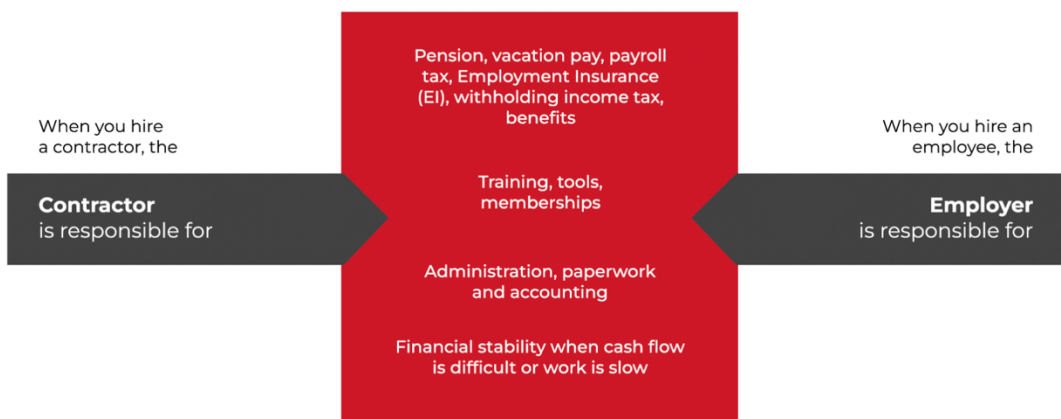 When you hire
a contractor, the
Contractor
is responsible for
Pension, vacation pay, payroll
tax, Employment Insurance
(EI), withholding income tax,
benefits
Training, tools,
memberships
Administration, paperwork
and accounting
Financial stability when cash flow
is difficult or work is slow
When you hire an
employee, the
Employer
is responsible for